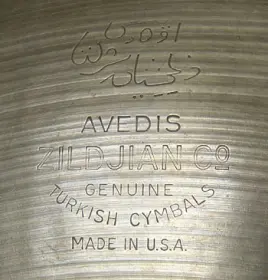 AVEDIS
ZILDJIAN CO
GENUINE
TURKISH CYMBALS
MADE IN U.S.A.